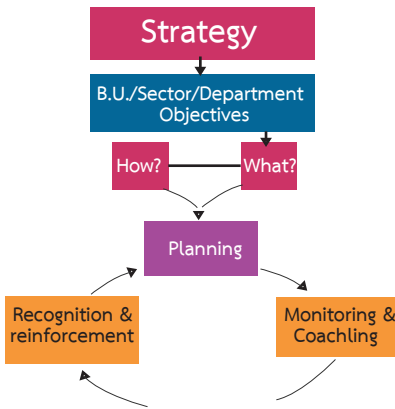 Strategy
B.U./Sector/Department
Objectives
How?
What?
Planning
Recognition &
reinforcement
Monitoring &
Coachling